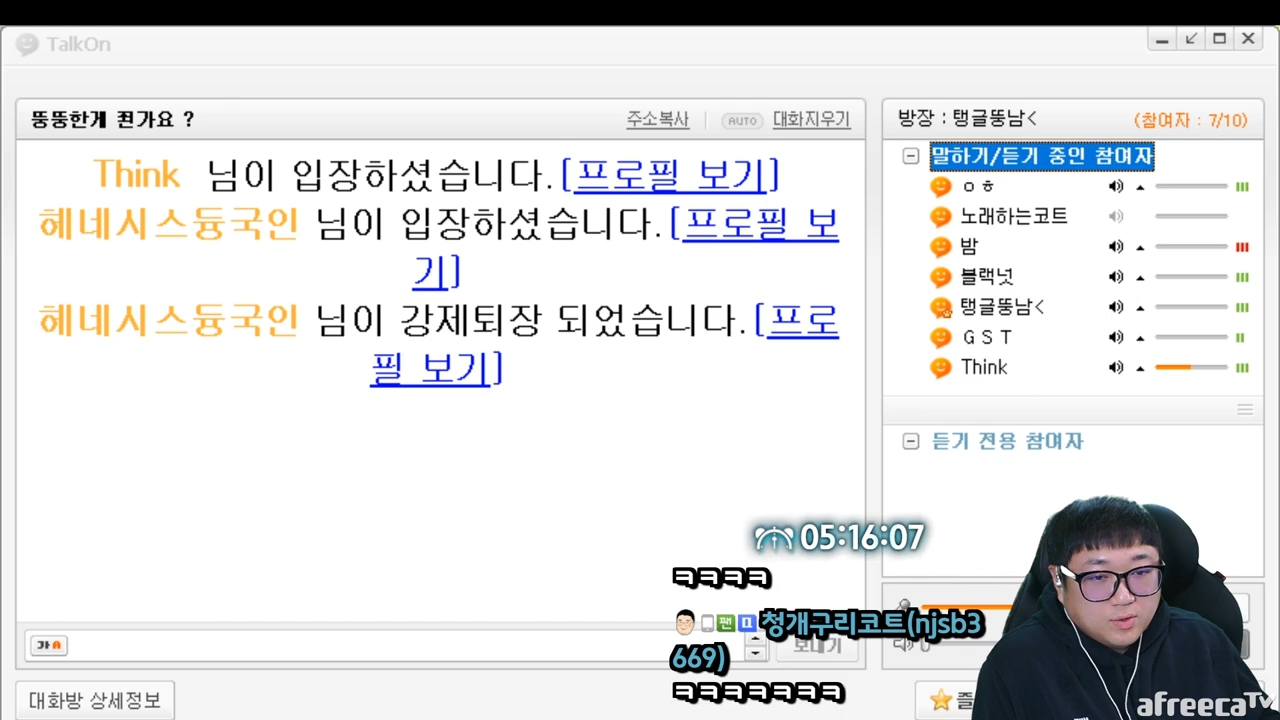 TalkOn
뚱뚱한게 죈가요 ?
주소복사
AUTO
대화지우기
Think 님이 입장하셨습니다.[프로필 보기]
헤네시스듕국인 님이 입장하셨습니다.[프로필 보
기]
헤네시스듕국인 님이 강제퇴장 되었습니다.[프로
필 보기]
방장 : 탱글뚱남<
(참여자 : 7/10)
말하기/듣기 중인 참여자
ㅇㅎ
노래하는코트
밤
블랙넛
탱글뚱남<
G S T
Think
듣기 전용 참여자
05:16:07
ㅋㅋㅋㅋ
팬 청개구리코트(njsb3
669)
ㅋㅋㅋㅋㅋㅋㅋ
가
보내기
대화방 상세정보
즐
afreecaTV